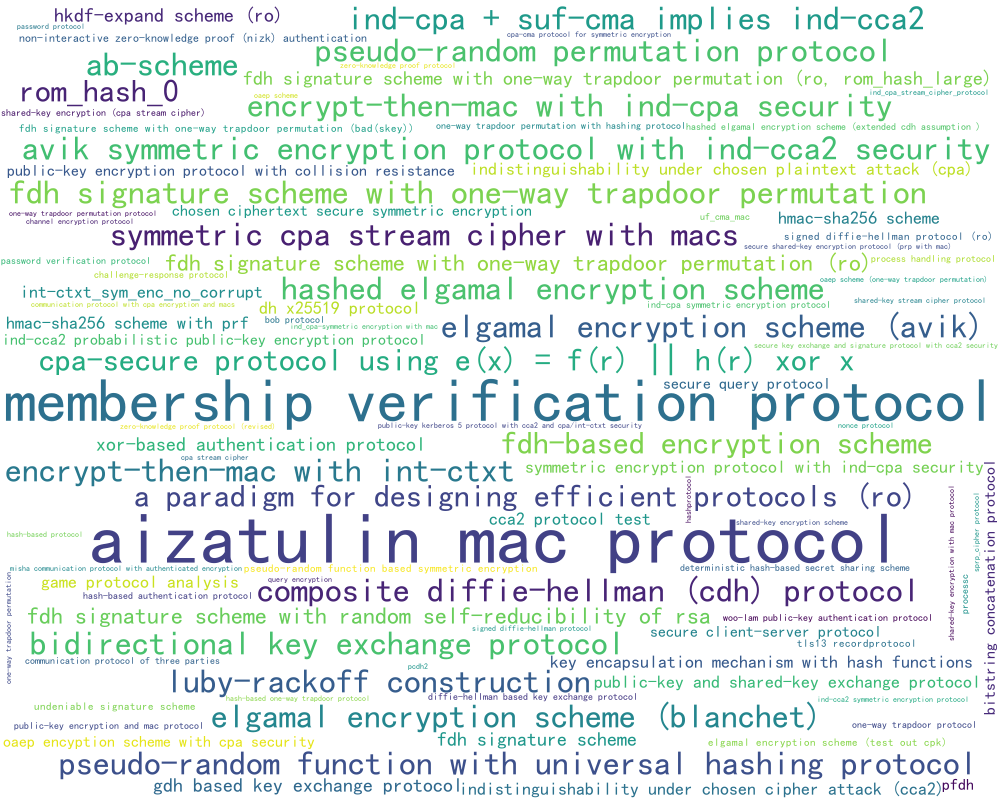 hkdf-expand scheme (ro)
ind-cpa + suf-cma implies ind-cca2
password protocol
non-interactive zero-knowledge proof (nizk) authentication
cpa-cma protocol for symmetric encryption
pseudo-random permutation protocol
ab-scheme
zero-knowledge proof protocol
fdh signature scheme with one-way trapdoor permutation (ro, rom_hash_large)
rom_hash_0
oaep scheme
ind_cpa_stream_cipher_protocol
encrypt-then-mac with ind-cpa security
shared-key encryption (cpa stream cipher)
fdh signature scheme with one-way trapdoor permutation (bad(skey))
one-way trapdoor permutation with hashing protocol
hashed elgamal encryption scheme (extended cdh assumption )
avik symmetric encryption protocol with ind-cca2 security
public-key encryption protocol with collision resistance
indistinguishability under chosen plaintext attack (cpa)
fdh signature scheme with one-way trapdoor permutation
one-way trapdoor permutation protocol
chosen ciphertext secure symmetric encryption
uf_cma_mac
hmac-sha256 scheme
channel encryption protocol
symmetric cpa stream cipher with macs
signed diffie-hellman protocol (ro)
secure shared-key encryption protocol (prp with mac)
password verification protocol
fdh signature scheme with one-way trapdoor permutation (ro)
process handling protocol
challenge-response protocol
oaep scheme (one-way trapdoor permutation)
int-ctxt_sym_enc_no_corrupt
hashed elgamal encryption scheme
communication protocol with cpa encryption and macs
dh x25519 protocol
ind-cpa symmetric encryption protocol
shared-key stream cipher protocol
hmac-sha256 scheme with prf
bob protocol
ind_cpa-symmetric encryption with mac
elgamal encryption scheme (avik)
ind-cca2 probabilistic public-key encryption protocol
secure key exchange and signature protocol with cca2 security
cpa-secure protocol using e(x) = f(r) || h(r) xor x
secure query protocol
membership verification protocol
zero-knowledge proof protocol (revised)
public-key kerberos 5 protocol with cca2 and cpa/int-ctxt security
nonce protocol
xor-based authentication protocol
fdh-based encryption scheme
cpa stream cipher
encrypt-then-mac with int-ctxt
symmetric encryption protocol with ind-cpa security
bitstring concatenation protocol
a paradigm for designing efficient protocols (ro)
hashprotocol
shared-key encryption with mac protocol
sprp_cipher protocol
cca2 protocol test
shared-key encryption scheme
hash-based protocol
aizatulin mac protocol
misha communication protocol with authenticated encryption
pseudo-random function based symmetric encryption
deterministic hash-based secret sharing scheme
game protocol analysis
query encryption
processc
one-way trapdoor permutation
hash-based authentication protocol
composite diffie-hellman (cdh) protocol
fdh signature scheme with random self-reducibility of rsa
woo-lam public-key authentication protocol
signed diffie-hellman protocol
secure client-server protocol
bidirectional key exchange protocol
tls13 recordprotocol
communication protocol of three parties
pcdh2
key encapsulation mechanism with hash functions
luby-rackoff construction
public-key and shared-key exchange protocol
hash-based one-way trapdoor protocol
diffie-hellman based key exchange protocol
ind-cca2 symmetric encryption protocol
undeniable signature scheme
elgamal encryption scheme (blanchet)
public-key encryption and mac protocol
one-way trapdoor protocol
oaep encyption scheme with cpa security
fdh signature scheme
elgamal encryption scheme (test out cpk)
pseudo-random function with universal hashing protocol
gdh based key exchange protocol
indistinguishability under chosen cipher attack (cca2)
pfdh